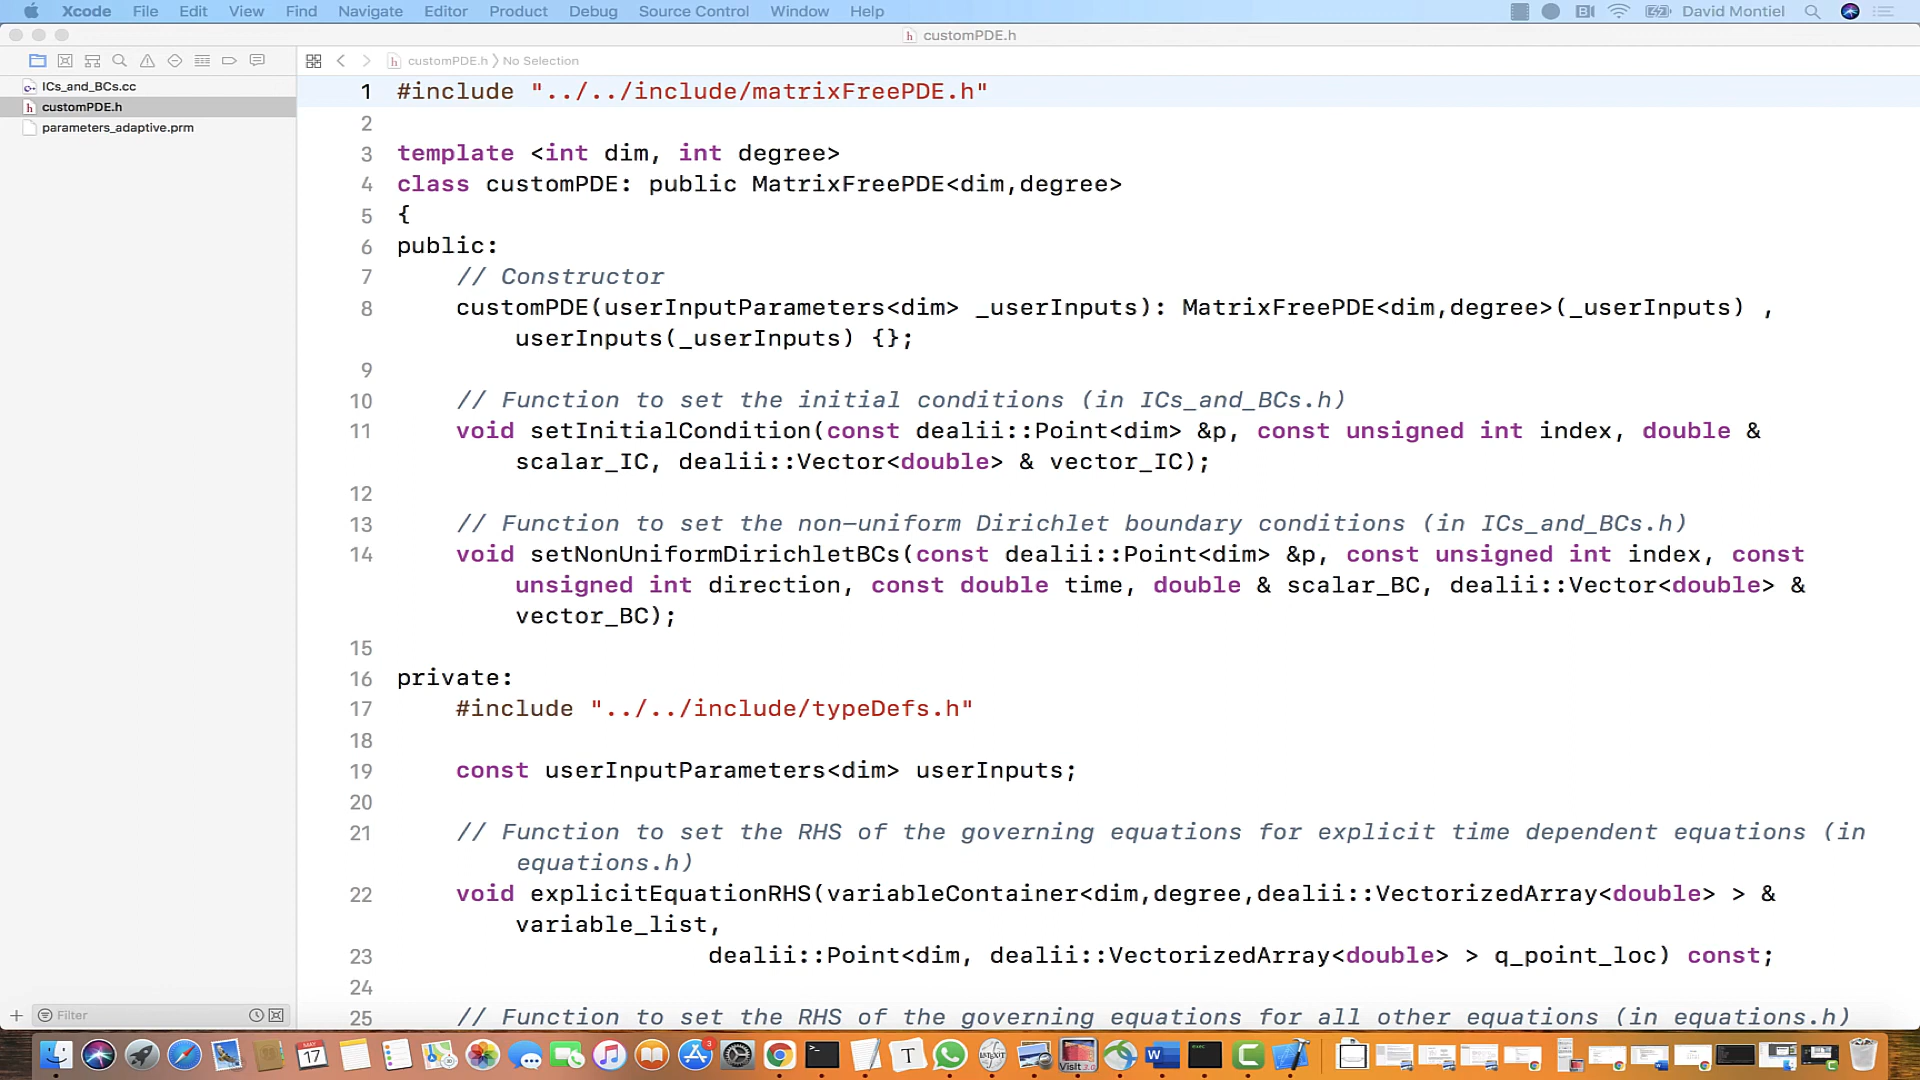 Xcode File Edit View Find Navigate Editor Product Debug Source Control Window Help David Montiel
customPDE.h
customPDE.h No Selection
ICs_and_BCs.cc
customPDE.h
parameters_adaptive.prm
1 #include "../../include/matrixFreePDE.h"
2
3 template <int dim, int degree>
4 class customPDE: public MatrixFreePDE<dim,degree>
5 {
6 public:
7 // Constructor
8 customPDE(userInputParameters<dim> _userInputs): MatrixFreePDE<dim,degree>(_userInputs) ,
userInputs(_userInputs) {};
9
10 // Function to set the initial conditions (in ICs_and_BCs.h)
11 void setInitialCondition(const dealii::Point<dim> &p, const unsigned int index, double &
scalar_IC, dealii::Vector<double> & vector_IC);
12
13 // Function to set the non-uniform Dirichlet boundary conditions (in ICs_and_BCs.h)
14 void setNonUniformDirichletBCs(const dealii::Point<dim> &p, const unsigned int index, const
unsigned int direction, const double time, double & scalar_BC, dealii::Vector<double> &
vector_BC);
15
16 private:
17 #include "../../include/typeDefs.h"
18
19 const userInputParameters<dim> userInputs;
20
21 // Function to set the RHS of the governing equations for explicit time dependent equations (in
equations.h)
22 void explicitEquationRHS(variableContainer<dim,degree,dealii::VectorizedArray<double> > &
variable_list,
23 dealii::Point<dim, dealii::VectorizedArray<double> > q_point_loc) const;
24
25 // Function to set the RHS of the governing equations for all other equations (in equations.h)
Filter
MAY
17
3
T
VisIt 3.0
W
exec
C